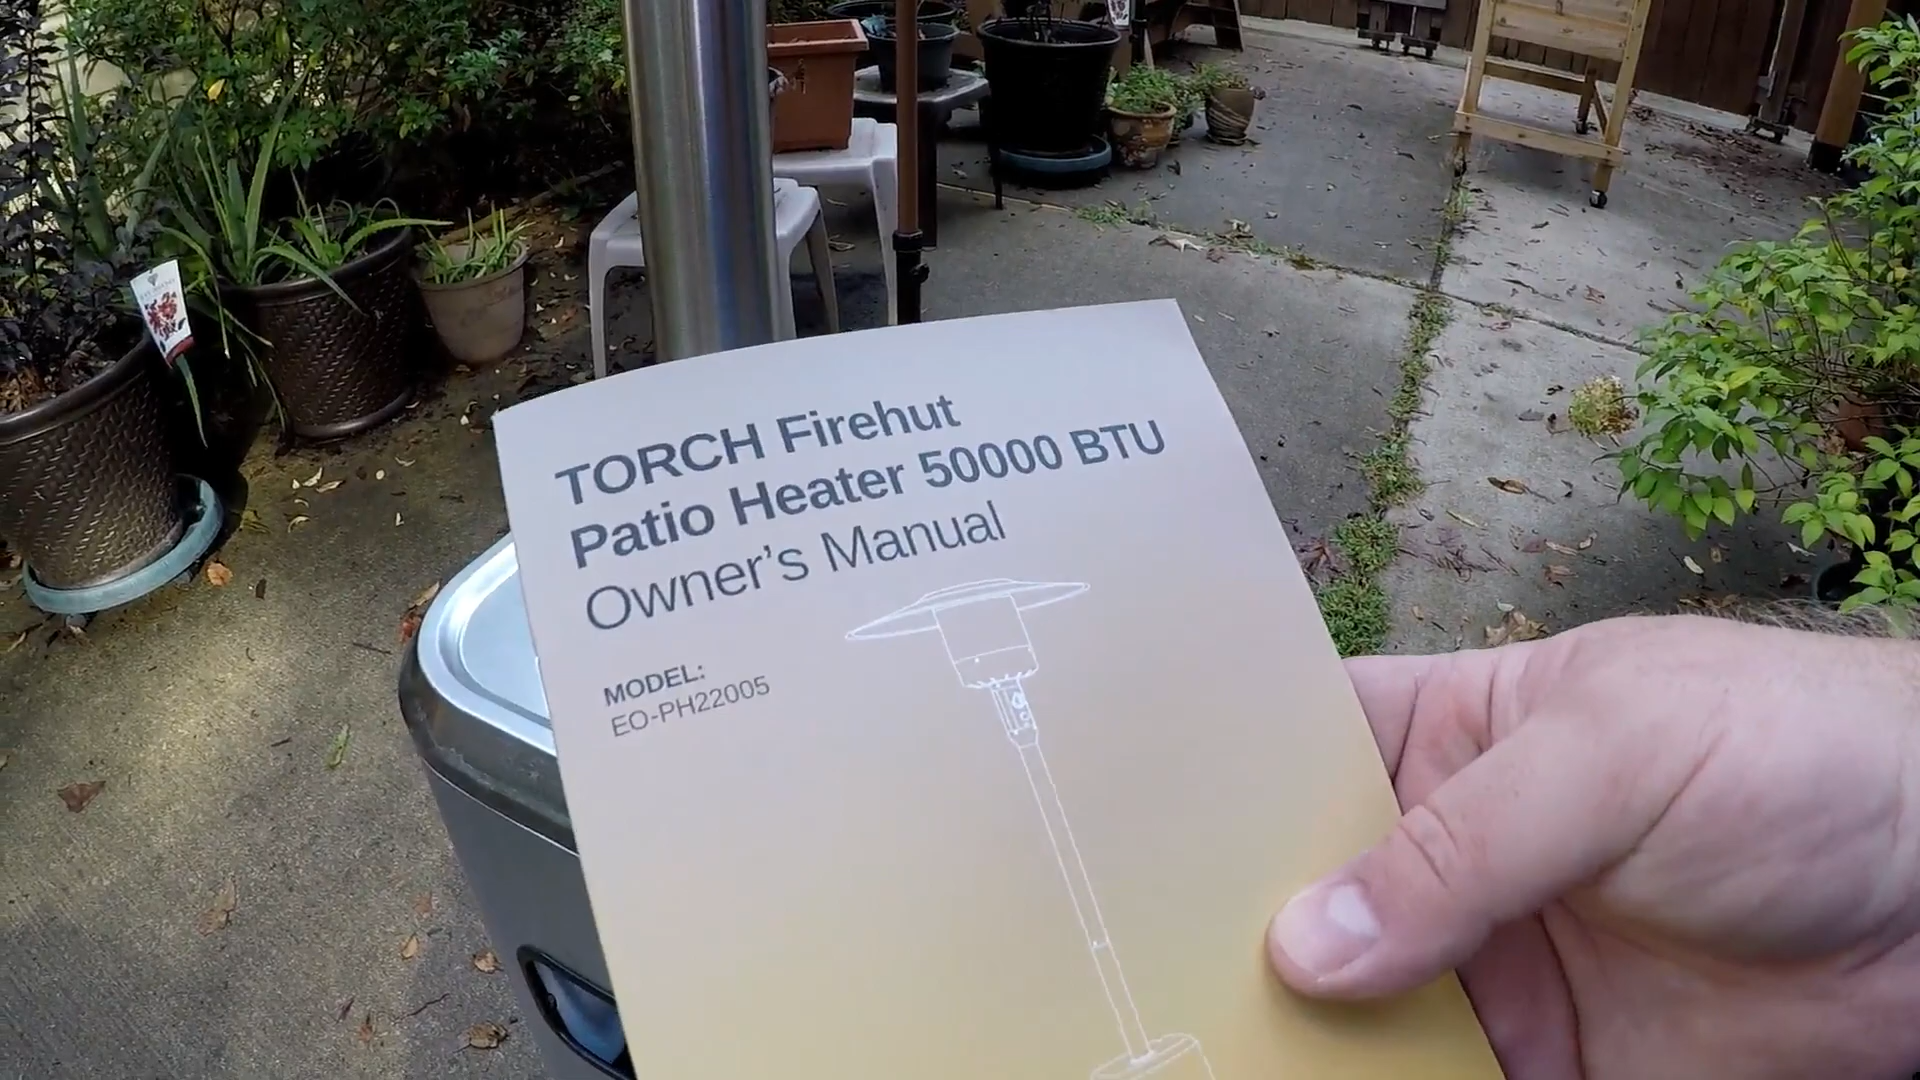 TORCH Firehut
Patio Heater 50000 BTU
Owner’s Manual
MODEL:
EO-PH22005